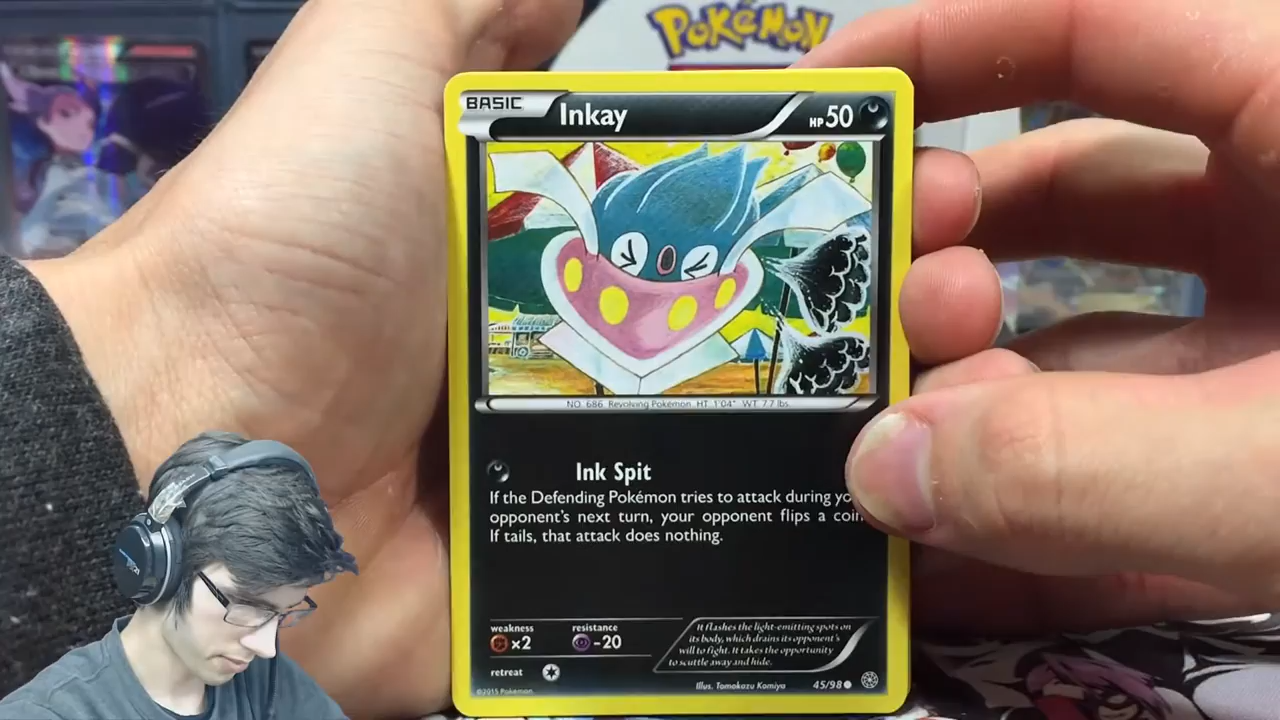 POKéMON
BASIC
Inkay
HP 50
NO. 686 Revolving Pokémon HT: 1'04" WT: 7.7 lbs.
Ink Spit
If the Defending Pokémon tries to attack during
opponent's next turn, your opponent flips a coin.
If tails, that attack does nothing.
weakness
×2
resistance
-20
It flashes the light-emitting spots on
its body, which drains its opponent's
will to fight. It takes the opportunity
to scuttle away and hide.
retreat
©2015 Pokémon
Illus. Tomokazu Komiya
45/98